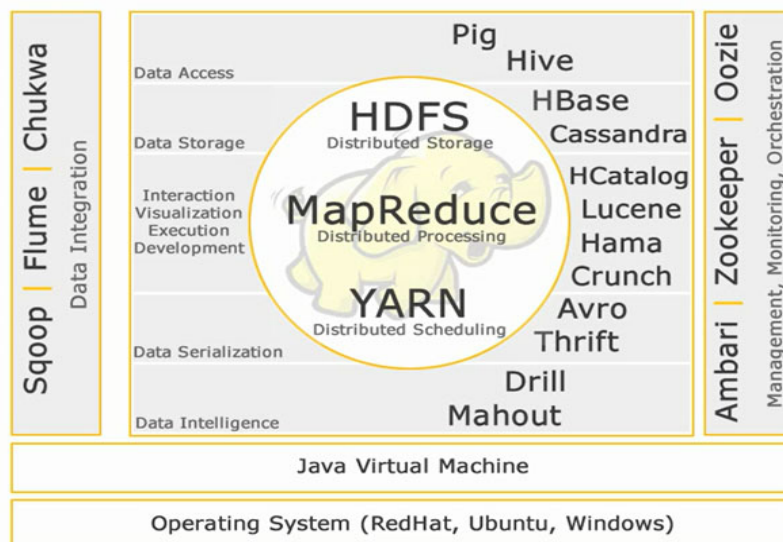 Sqoop | Flume | Chukwa
Data Integration
Data Access
Pig
Hive
Data Storage
HBase
Cassandra
Interaction
Visualization
Execution
Development
HCatalog
Lucene
Hama
Crunch
Data Serialization
Avro
Thrift
Data Intelligence
Drill
Mahout
HDFS
Distributed Storage
MapReduce
Distributed Processing
YARN
Distributed Scheduling
Ambari | Zookeeper | Oozie
Management, Monitoring, Orchestration
Java Virtual Machine
Operating System (RedHat, Ubuntu, Windows)